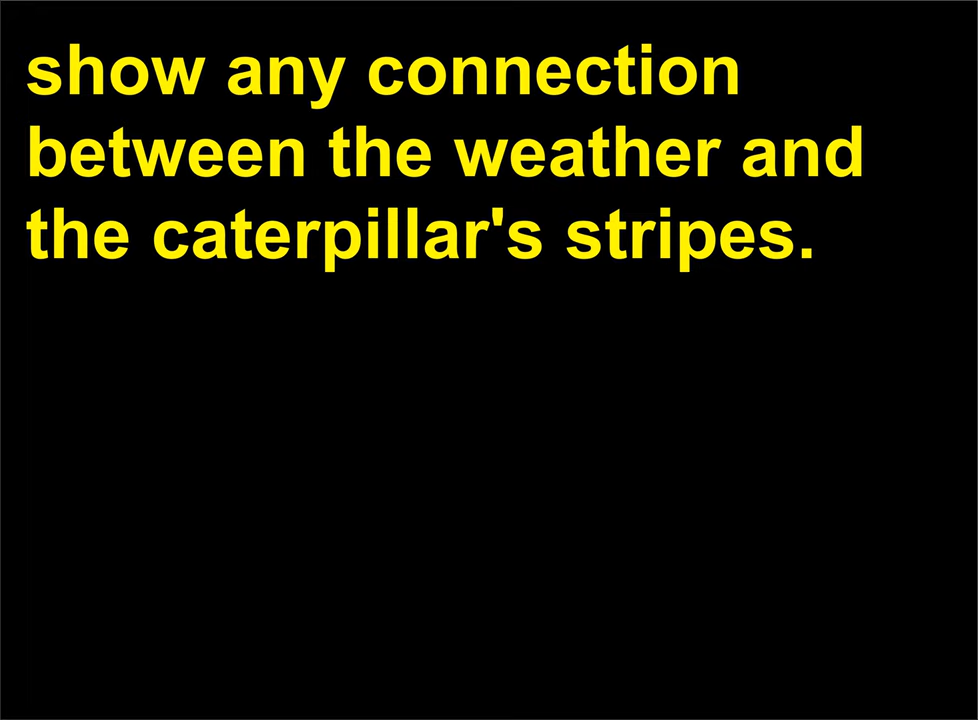 show any connection
between the weather and
the caterpillar's stripes.